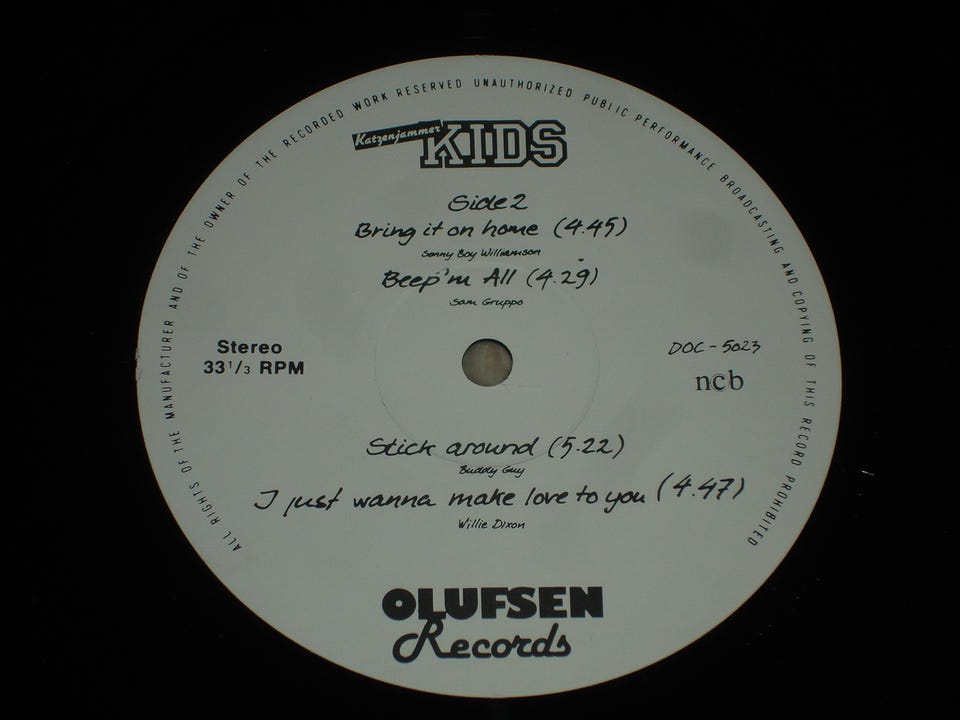 ALL RIGHTS OF THE MANUFACTURER AND OF THE OWNER OF THE RECORDED WORK RESERVED UNAUTHORIZED PUBLIC PERFORMANCE BROADCASTING AND COPYING OF THIS RECORD PROHIBITED
Katzenjammer KIDS
Side 2
Bring it on home (4.45)
Sonny Boy Williamson
Beep'm All (4.29)
Sam Gruppo
Stereo
33 1/3 RPM
DOC - 5023
ncb
Stick around (5.22)
Buddy Guy
I just wanna make love to you (4.47)
Willie Dixon
OLUFSEN
Records